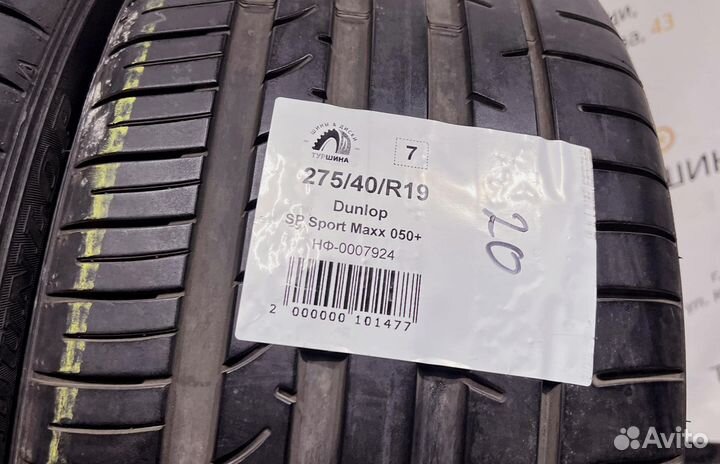 ШИНЫ & ДИСКИ
ТУРШИНА
7
275/40/R19
Dunlop
SP Sport Maxx 050+
НФ-0007924
2 000000 101477
20
43
Avito